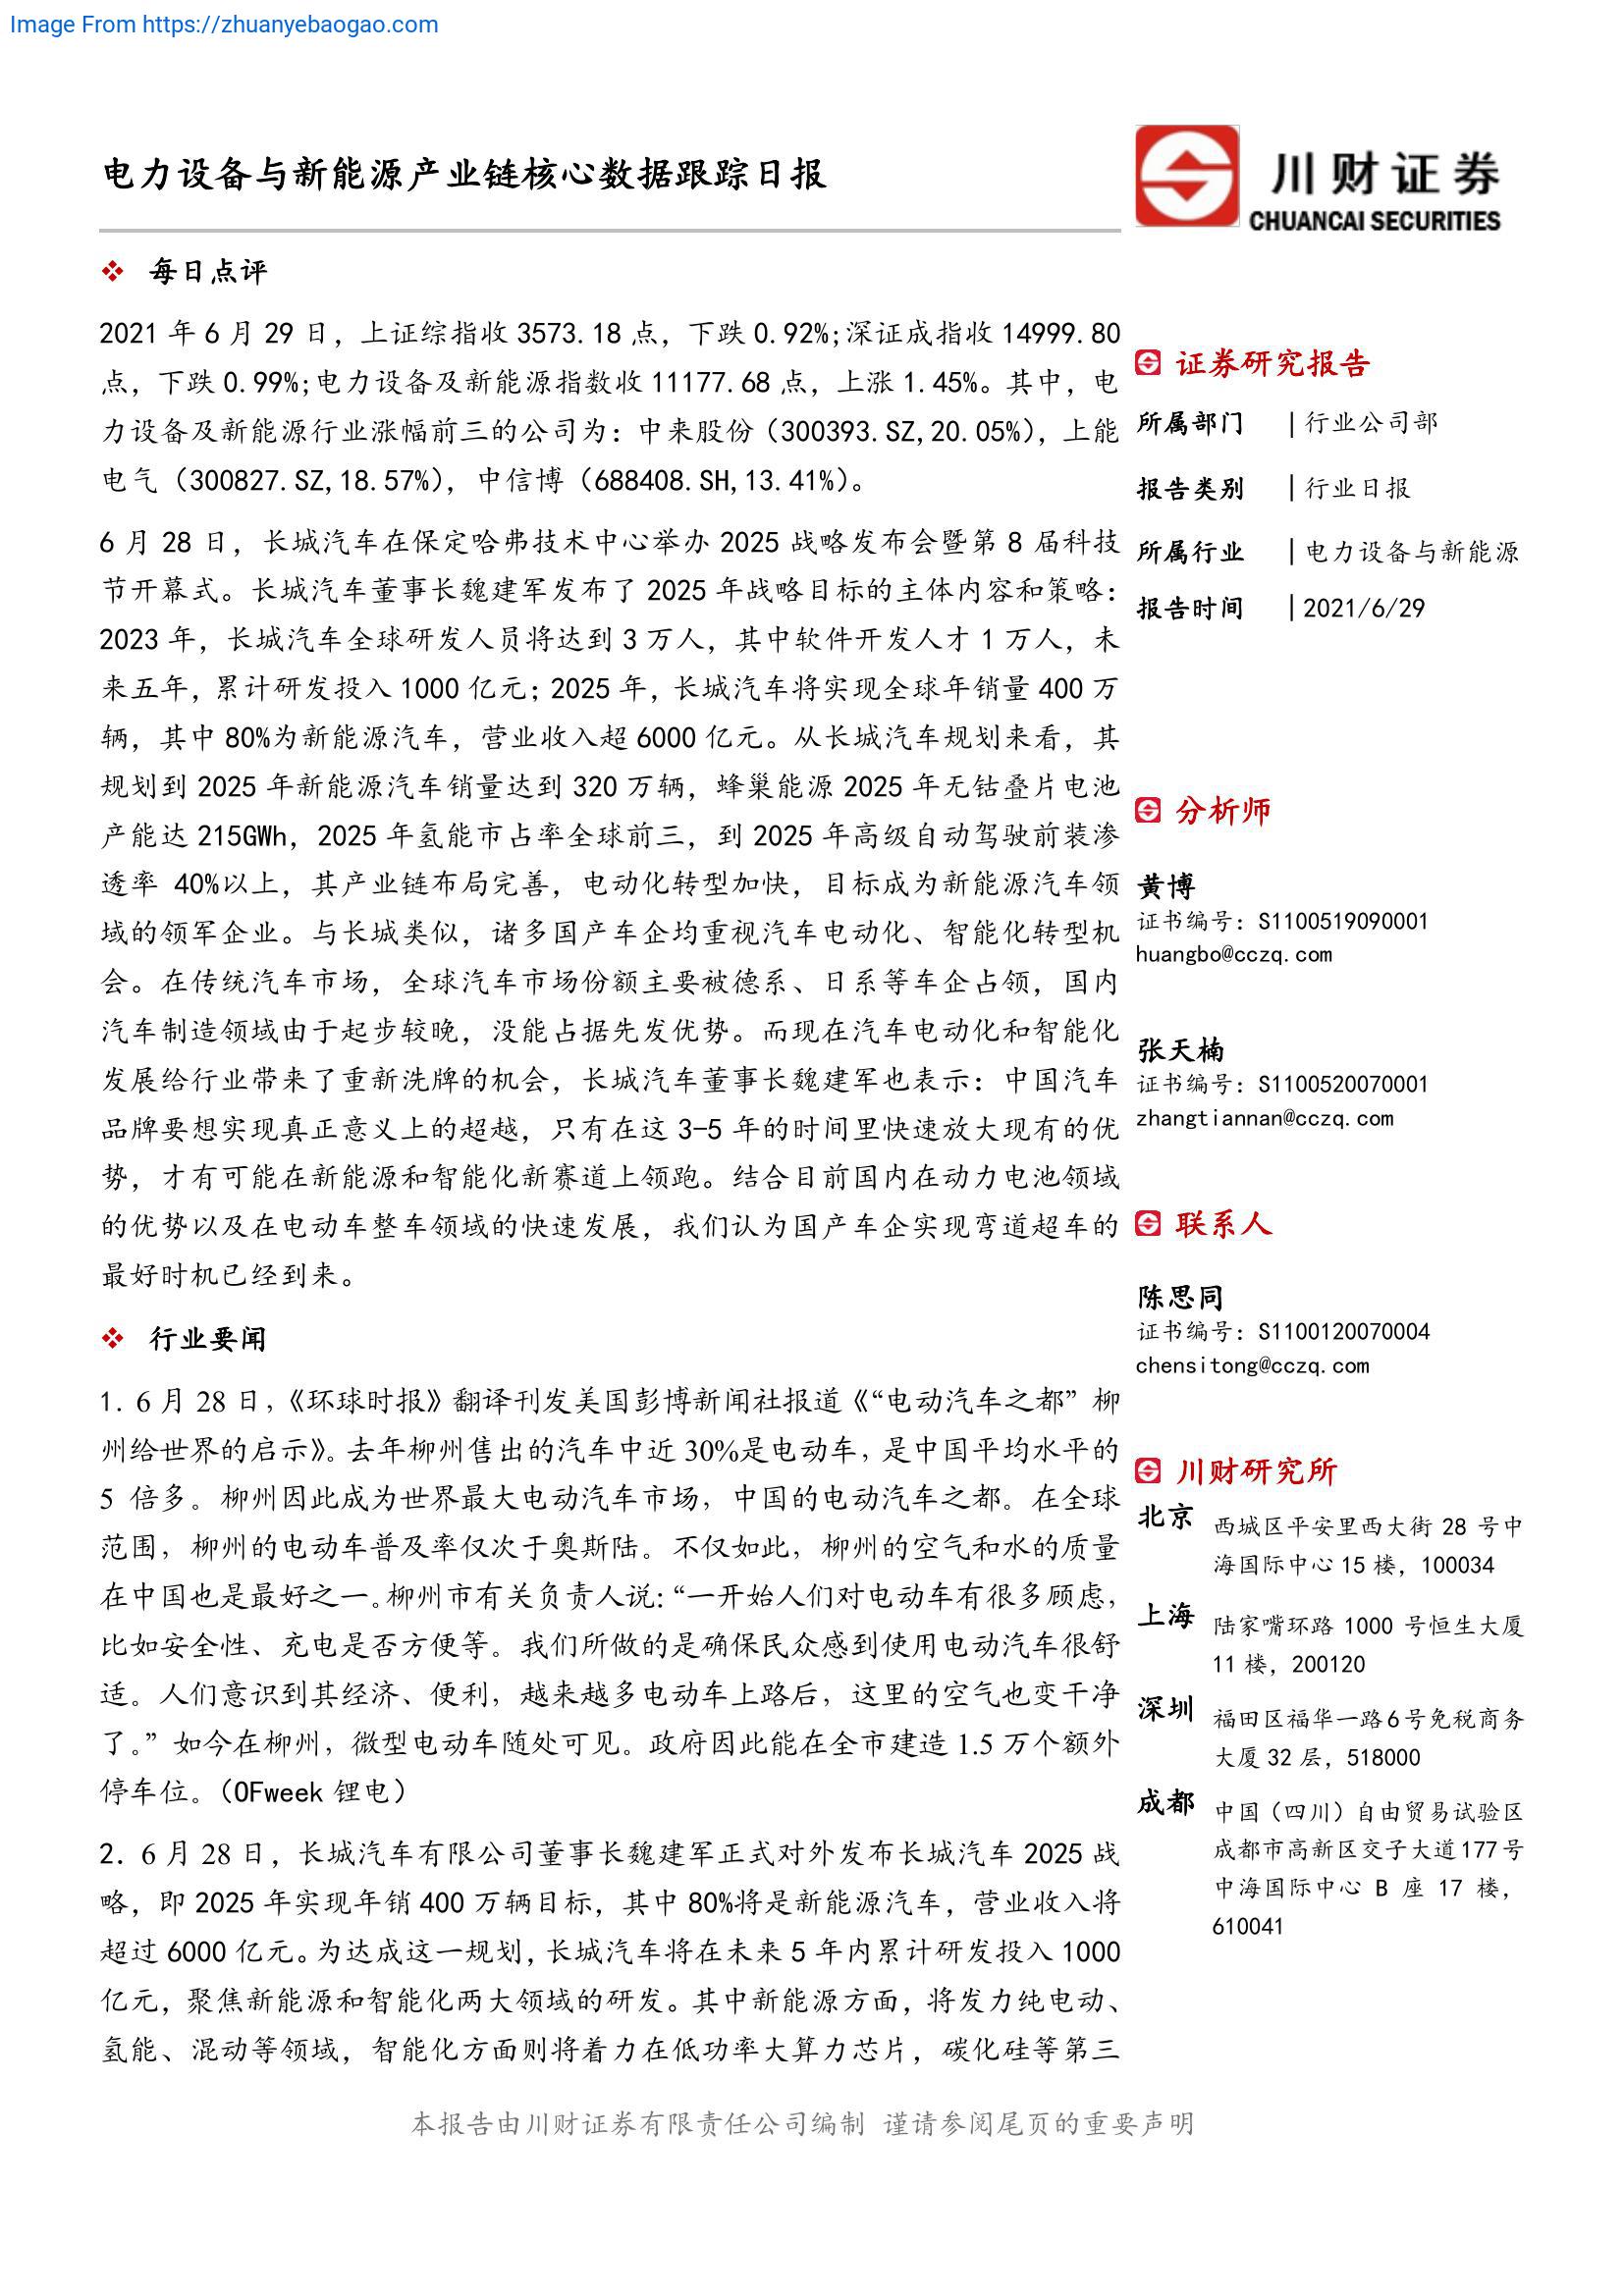 Image From https://zhuanyebaogao.com
电力设备与新能源产业链核心数据跟踪日报
川财证券
CHUANCAI SECURITIES
❖ 每日点评
2021 年 6 月 29 日，上证综指收 3573.18 点，下跌 0.92%;深证成指收 14999.80
点，下跌 0.99%;电力设备及新能源指数收 11177.68 点，上涨 1.45%。其中，电
力设备及新能源行业涨幅前三的公司为：中来股份（300393.SZ,20.05%），上能
电气（300827.SZ,18.57%），中信博（688408.SH,13.41%）。
6 月 28 日，长城汽车在保定哈弗技术中心举办 2025 战略发布会暨第 8 届科技
节开幕式。长城汽车董事长魏建军发布了 2025 年战略目标的主体内容和策略：
2023 年，长城汽车全球研发人员将达到 3 万人，其中软件开发人才 1 万人，未
来五年，累计研发投入 1000 亿元；2025 年，长城汽车将实现全球年销量 400 万
辆，其中 80%为新能源汽车，营业收入超 6000 亿元。从长城汽车规划来看，其
规划到 2025 年新能源汽车销量达到 320 万辆，蜂巢能源 2025 年无钴叠片电池
产能达 215GWh，2025 年氢能市占率全球前三，到 2025 年高级自动驾驶前装渗
透率 40%以上，其产业链布局完善，电动化转型加快，目标成为新能源汽车领
域的领军企业。与长城类似，诸多国产车企均重视汽车电动化、智能化转型机
会。在传统汽车市场，全球汽车市场份额主要被德系、日系等车企占领，国内
汽车制造领域由于起步较晚，没能占据先发优势。而现在汽车电动化和智能化
发展给行业带来了重新洗牌的机会，长城汽车董事长魏建军也表示：中国汽车
品牌要想实现真正意义上的超越，只有在这 3-5 年的时间里快速放大现有的优
势，才有可能在新能源和智能化新赛道上领跑。结合目前国内在动力电池领域
的优势以及在电动车整车领域的快速发展，我们认为国产车企实现弯道超车的
最好时机已经到来。
❖ 行业要闻
1. 6 月 28 日，《环球时报》翻译刊发美国彭博新闻社报道《“电动汽车之都”柳
州给世界的启示》。去年柳州售出的汽车中近 30%是电动车，是中国平均水平的
5 倍多。柳州因此成为世界最大电动汽车市场，中国的电动汽车之都。在全球
范围，柳州的电动车普及率仅次于奥斯陆。不仅如此，柳州的空气和水的质量
在中国也是最好之一。柳州市有关负责人说：“一开始人们对电动车有很多顾虑，
比如安全性、充电是否方便等。我们所做的是确保民众感到使用电动汽车很舒
适。人们意识到其经济、便利，越来越多电动车上路后，这里的空气也变干净
了。”如今在柳州，微型电动车随处可见。政府因此能在全市建造 1.5 万个额外
停车位。（OFweek 锂电）
2. 6 月 28 日，长城汽车有限公司董事长魏建军正式对外发布长城汽车 2025 战
略，即 2025 年实现年销 400 万辆目标，其中 80%将是新能源汽车，营业收入将
超过 6000 亿元。为达成这一规划，长城汽车将在未来 5 年内累计研发投入 1000
亿元，聚焦新能源和智能化两大领域的研发。其中新能源方面，将发力纯电动、
氢能、混动等领域，智能化方面则将着力在低功率大算力芯片，碳化硅等第三
证券研究报告
所属部门 | 行业公司部
报告类别 | 行业日报
所属行业 | 电力设备与新能源
报告时间 | 2021/6/29
分析师
黄博
证书编号：S1100519090001
huangbo@cczq.com
张天楠
证书编号：S1100520070001
zhangtiannan@cczq.com
联系人
陈思同
证书编号：S1100120070004
chensitong@cczq.com
川财研究所
北京 西城区平安里西大街 28 号中
海国际中心 15 楼，100034
上海 陆家嘴环路 1000 号恒生大厦
11 楼，200120
深圳 福田区福华一路 6 号免税商务
大厦 32 层，518000
成都 中国（四川）自由贸易试验区
成都市高新区交子大道 177 号
中海国际中心 B 座 17 楼，
610041
本报告由川财证券有限责任公司编制 谨请参阅尾页的重要声明